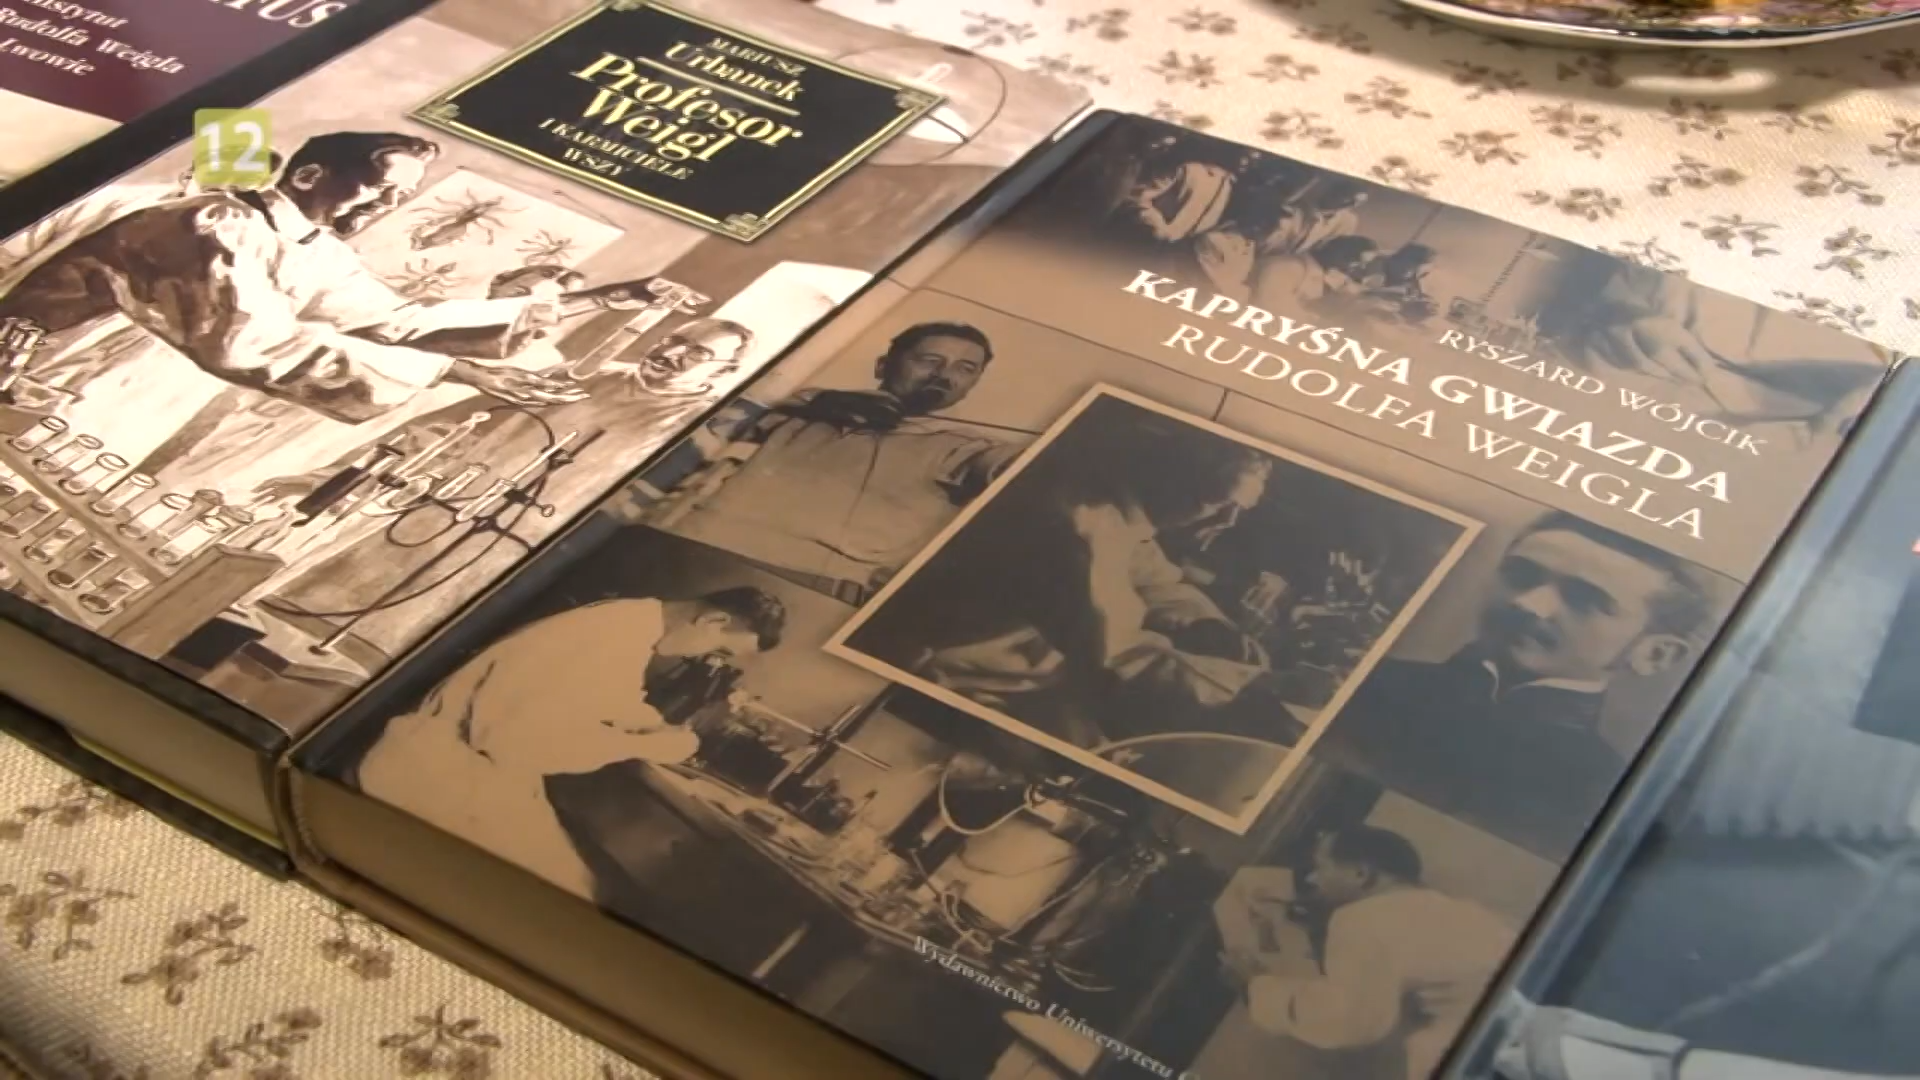 Instytut
Rudolfa Weigla
Lwowie
12
MARIUSZ
Urbanek
Profesor
Weigl
I KARMICIELE
WSZY
RYSZARD WÓJCIK
KAPRYŚNA GWIAZDA
RUDOLFA WEIGLA
Wydawnictwo Uniwersytetu